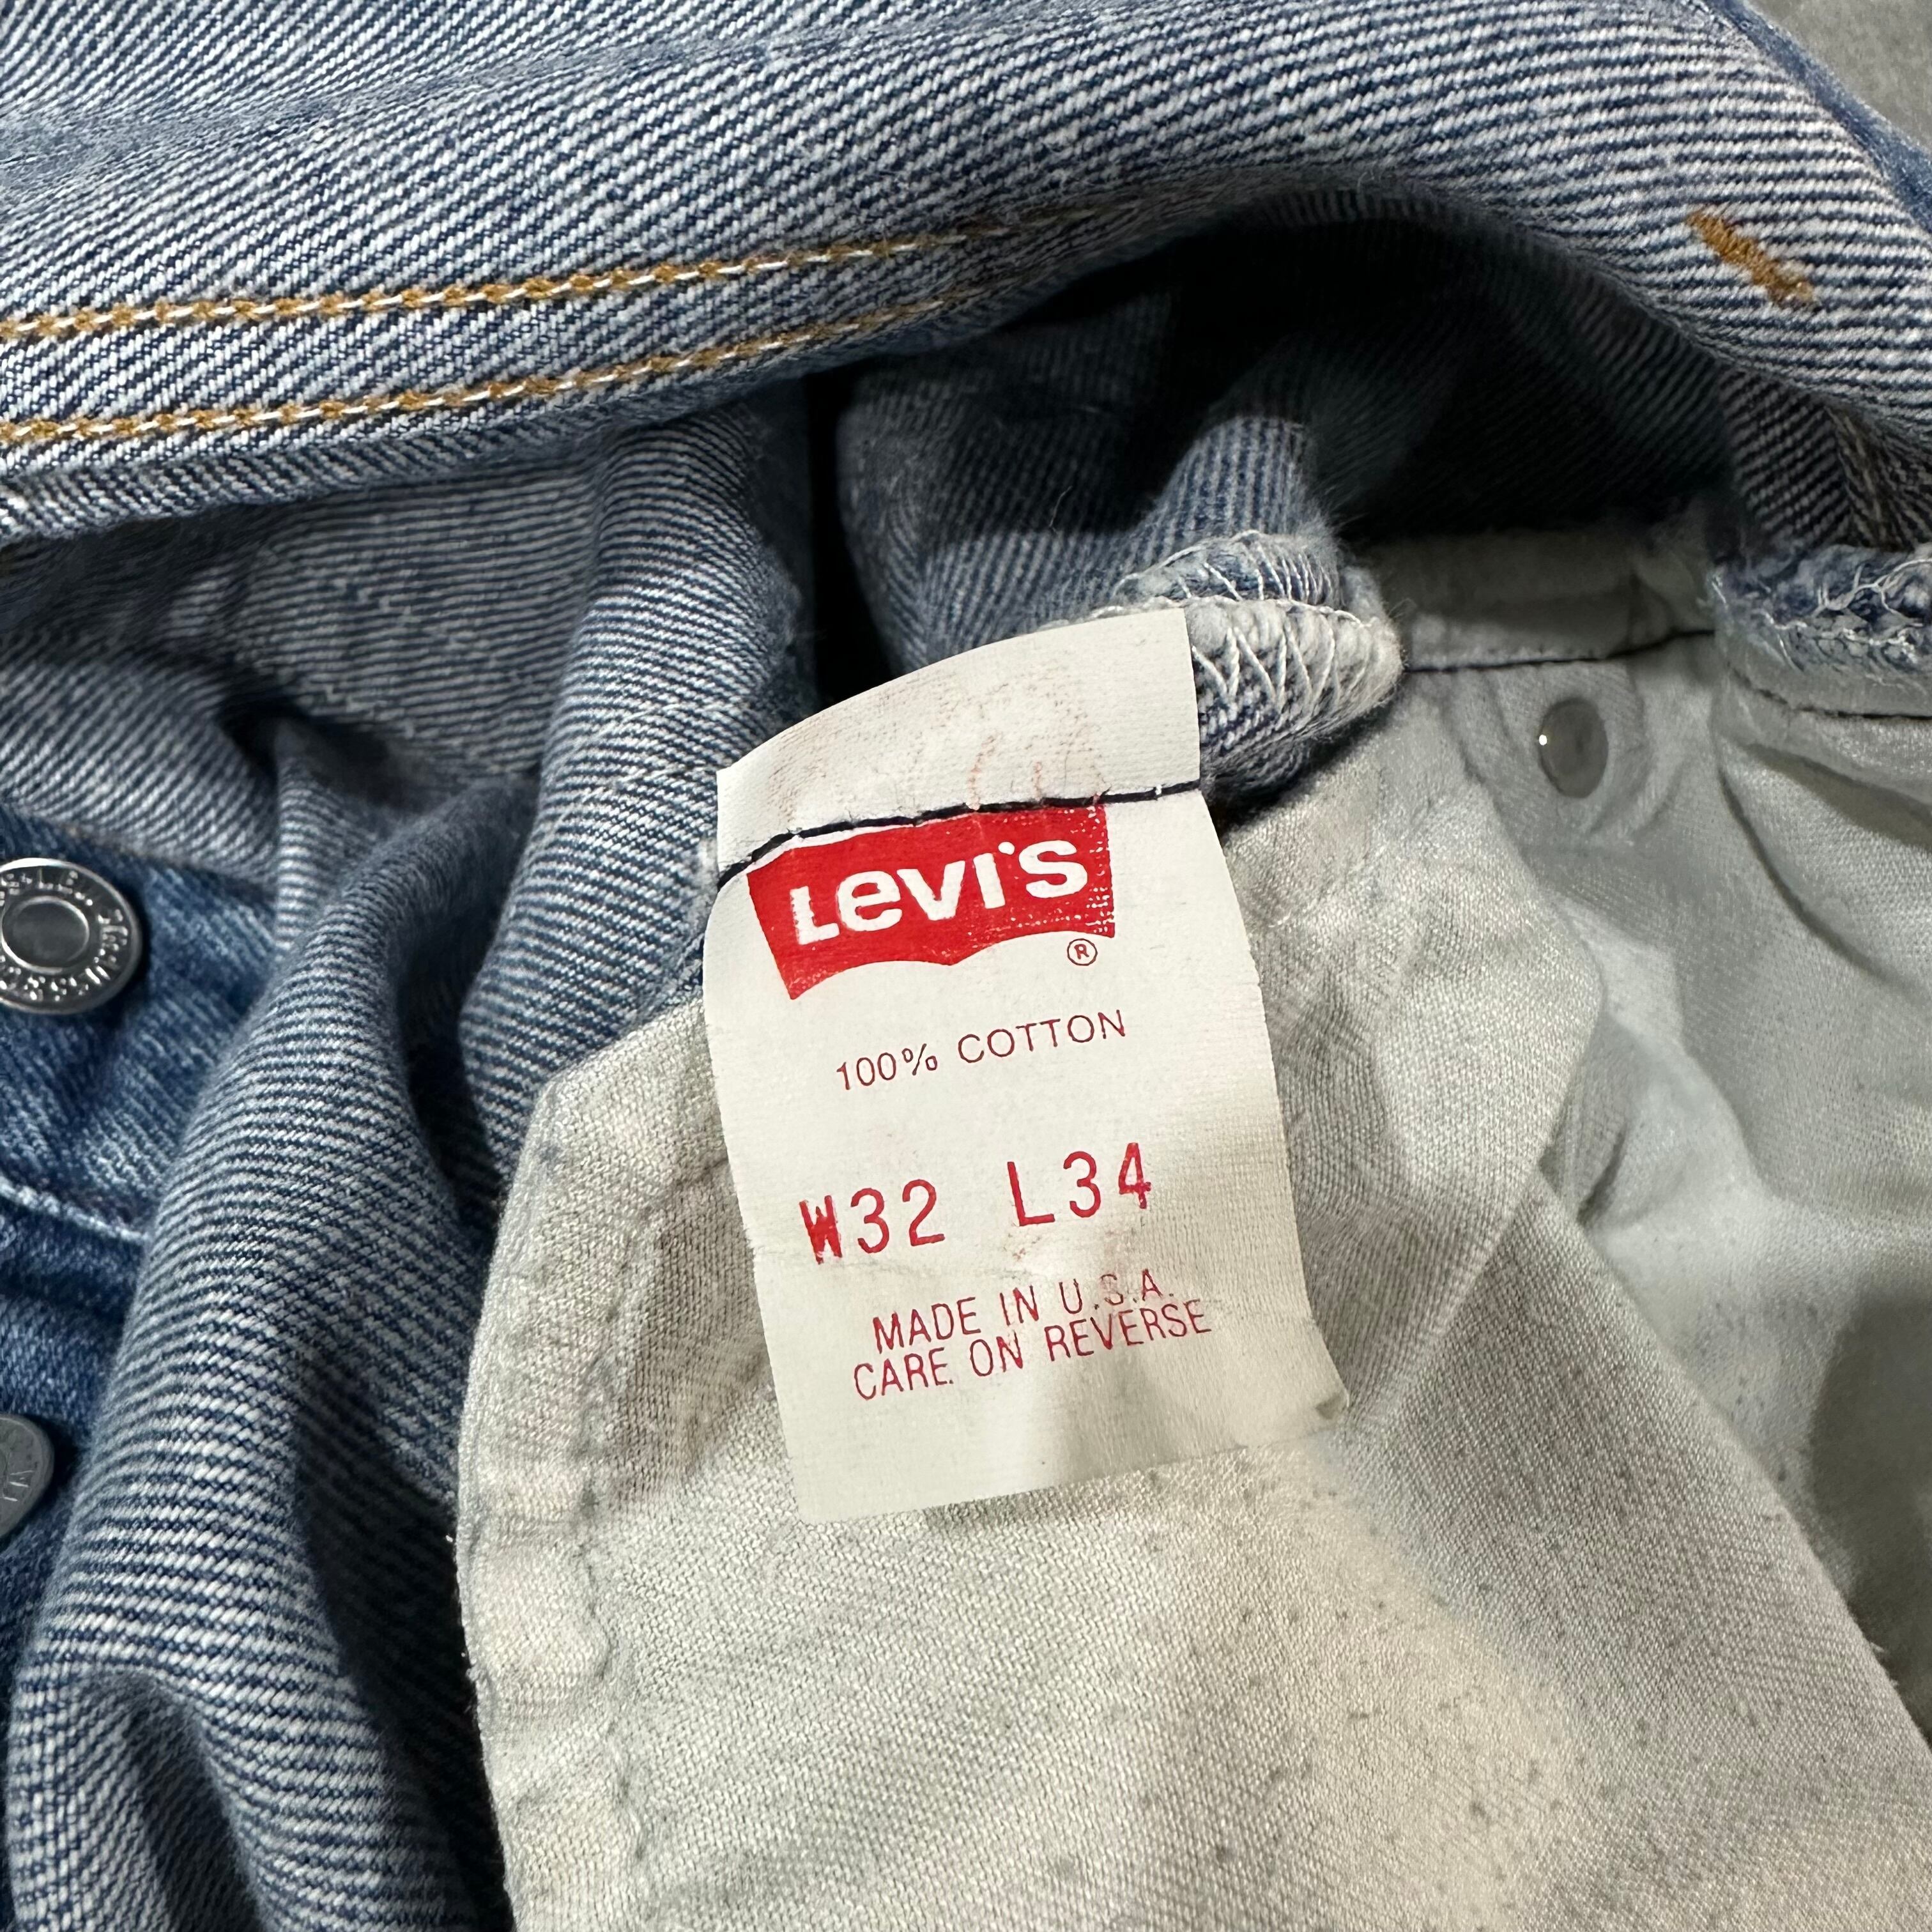 LEVI'S
®
100% COTTON
W32 L34
MADE IN U.S.A.
CARE ON REVERSE